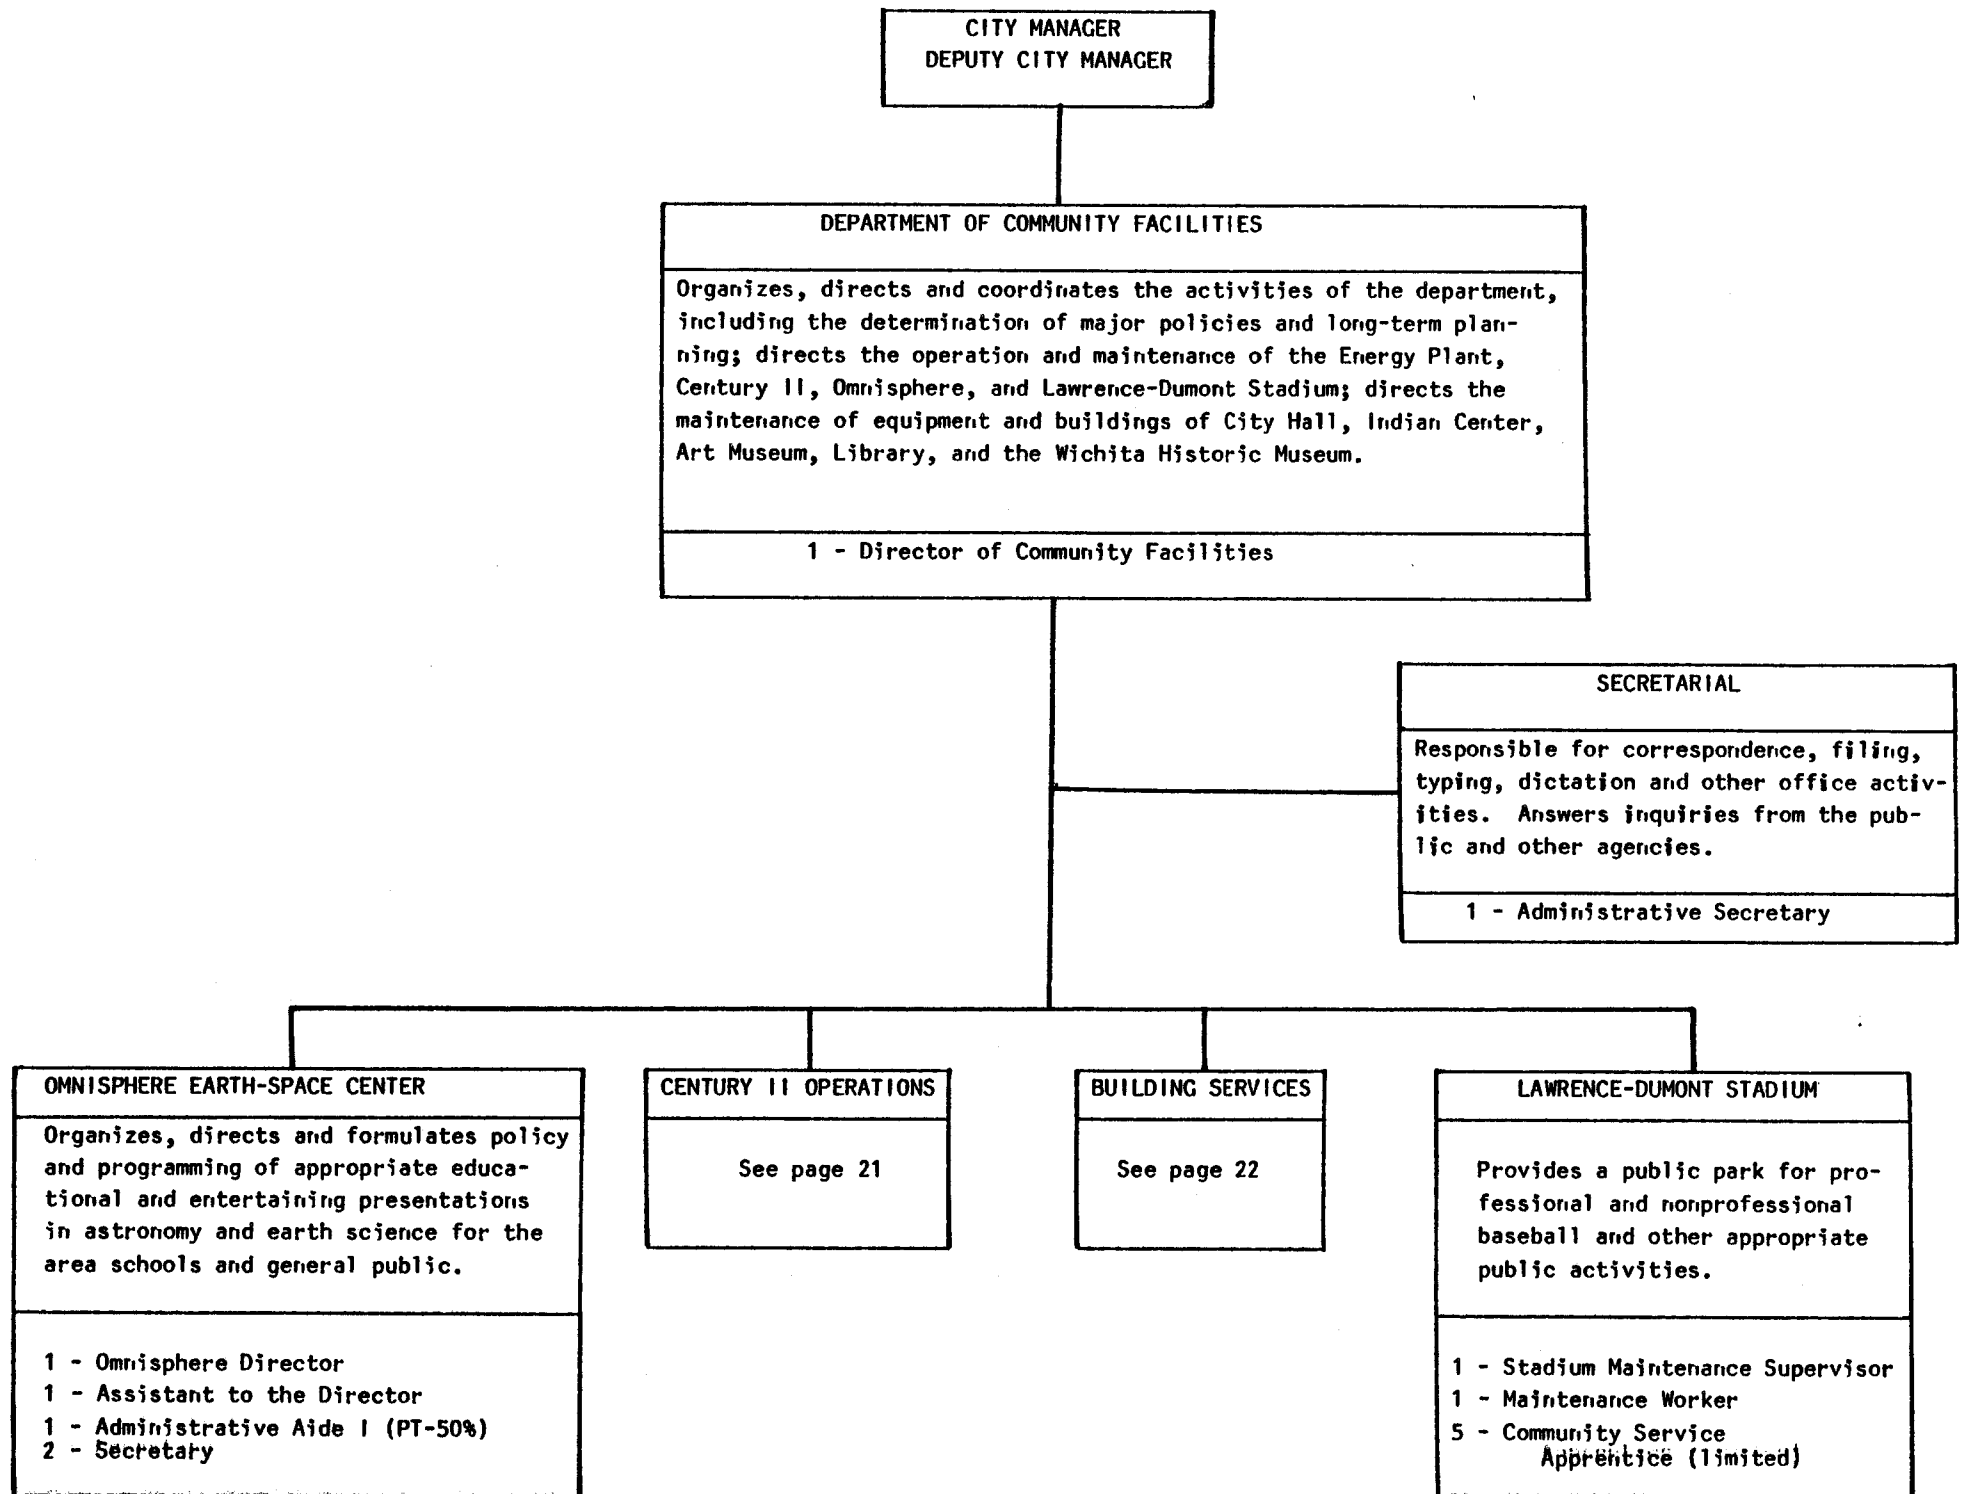 CITY MANAGER
DEPUTY CITY MANAGER
DEPARTMENT OF COMMUNITY FACILITIES
Organizes, directs and coordinates the activities of the department,
including the determination of major policies and long-term plan-
ning; directs the operation and maintenance of the Energy Plant,
Century II, Omnisphere, and Lawrence-Dumont Stadium; directs the
maintenance of equipment and buildings of City Hall, Indian Center,
Art Museum, Library, and the Wichita Historic Museum.
1 - Director of Community Facilities
SECRETARIAL
Responsible for correspondence, filing,
typing, dictation and other office activ-
ities. Answers inquiries from the pub-
lic and other agencies.
1 - Administrative Secretary
OMNISPHERE EARTH-SPACE CENTER
Organizes, directs and formulates policy
and programming of appropriate educa-
tional and entertaining presentations
in astronomy and earth science for the
area schools and general public.
1 - Omnisphere Director
1 - Assistant to the Director
1 - Administrative Aide I (PT-50%)
2 - Secretary
CENTURY II OPERATIONS
See page 21
BUILDING SERVICES
See page 22
LAWRENCE-DUMONT STADIUM
Provides a public park for pro-
fessional and nonprofessional
baseball and other appropriate
public activities.
1 - Stadium Maintenance Supervisor
1 - Maintenance Worker
5 - Community Service
Apprentice (limited)